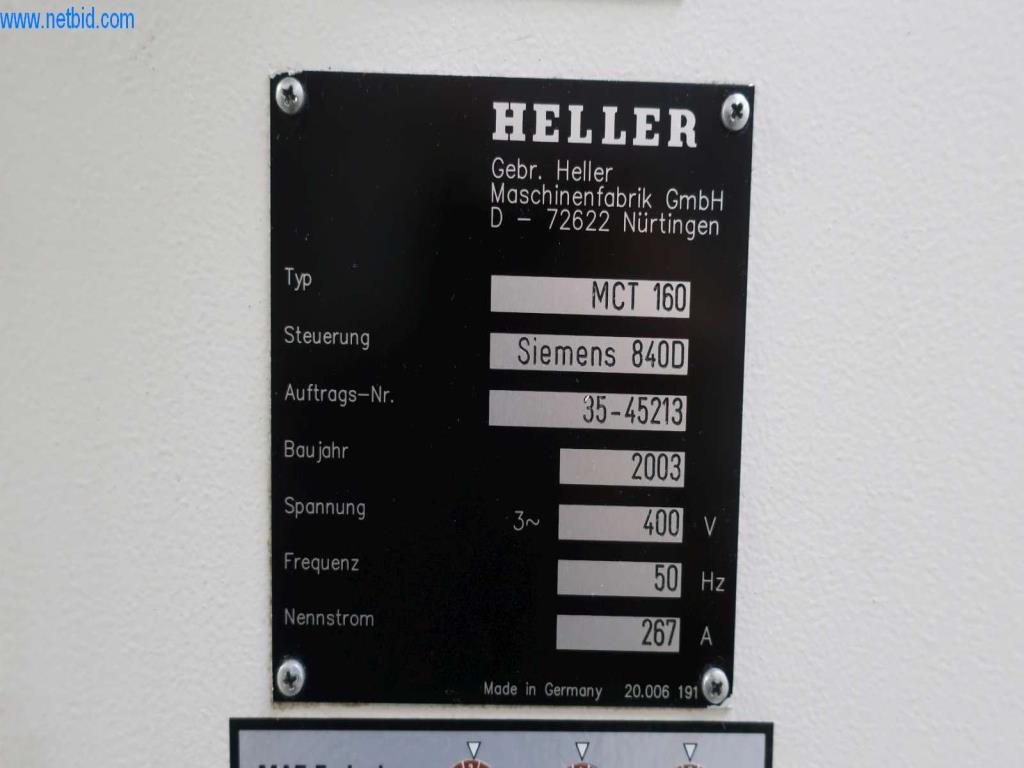 www.netbid.com
HELLER
Gebr. Heller
Maschinenfabrik GmbH
D – 72622 Nürtingen
Typ MCT 160
Steuerung Siemens 840D
Auftrags-Nr. 35-45213
Baujahr 2003
Spannung 3~ 400 V
Frequenz 50 Hz
Nennstrom 267 A
Made in Germany 20.006 191